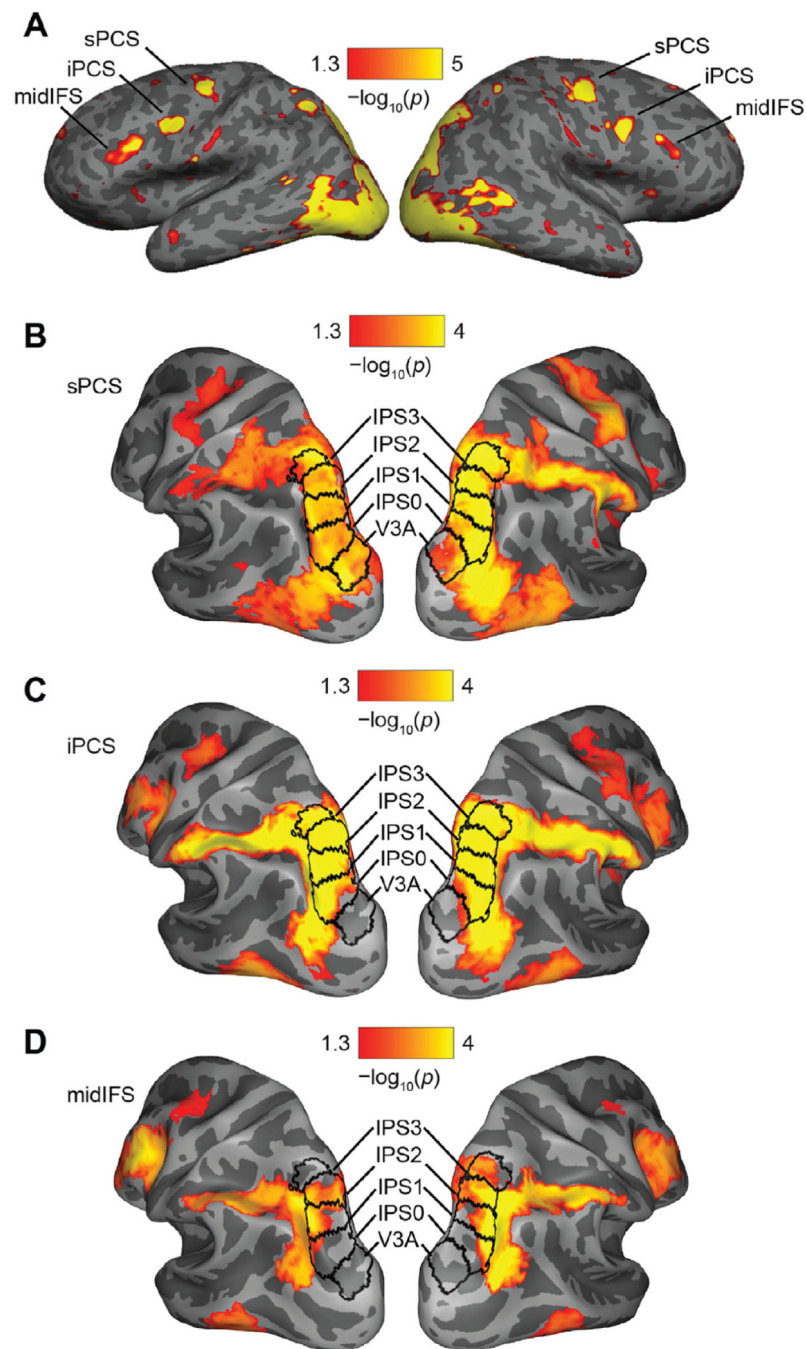 A
sPCS
iPCS
midIFS
1.3 5
−log10(p)
sPCS
iPCS
midIFS
B
1.3 4
−log10(p)
sPCS
IPS3
IPS2
IPS1
IPS0
V3A
C
1.3 4
−log10(p)
iPCS
IPS3
IPS2
IPS1
IPS0
V3A
D
1.3 4
−log10(p)
midIFS
IPS3
IPS2
IPS1
IPS0
V3A